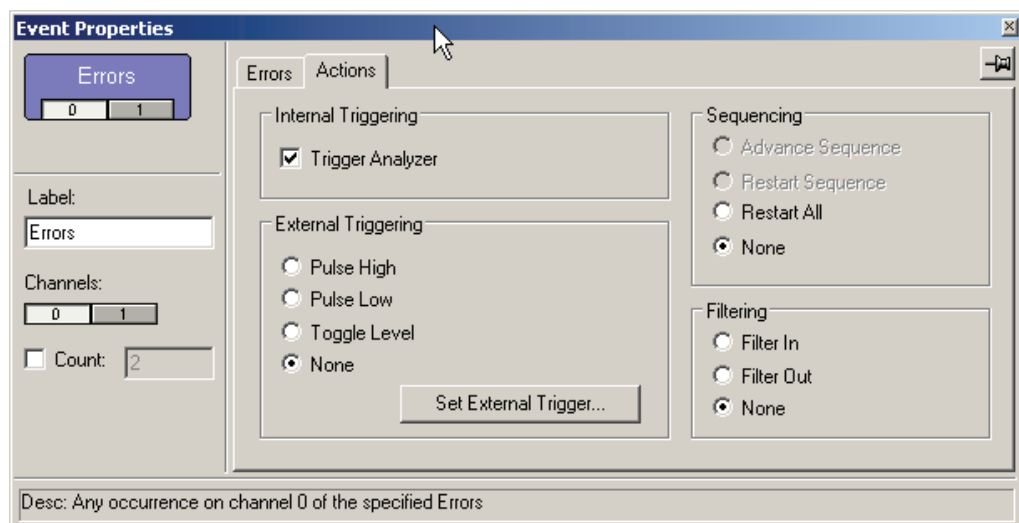 Event Properties
Errors
0 1
Label:
Errors
Channels:
0 1
Count: 2
Errors Actions
Internal Triggering
Trigger Analyzer
External Triggering
Pulse High
Pulse Low
Toggle Level
None
Set External Trigger...
Sequencing
Advance Sequence
Restart Sequence
Restart All
None
Filtering
Filter In
Filter Out
None
Desc: Any occurrence on channel 0 of the specified Errors